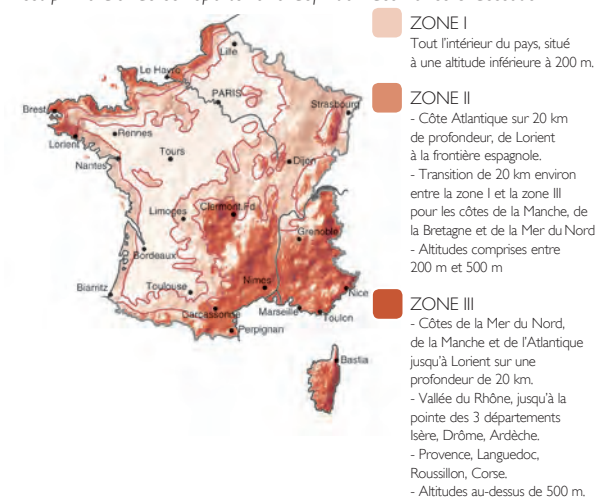 ZONE I
Tout l'intérieur du pays, situé
à une altitude inférieure à 200 m.
ZONE II
- Côte Atlantique sur 20 km
de profondeur, de Lorient
à la frontière espagnole.
- Transition de 20 km environ
entre la zone I et la zone III
pour les côtes de la Manche, de
la Bretagne et de la Mer du Nord
- Altitudes comprises entre
200 m et 500 m
ZONE III
- Côtes de la Mer du Nord,
de la Manche et de l'Atlantique
jusqu'à Lorient sur une
profondeur de 20 km.
- Vallée du Rhône, jusqu'à la
pointe des 3 départements
Isère, Drôme, Ardèche.
- Provence, Languedoc,
Roussillon, Corse.
- Altitudes au-dessus de 500 m.
Lille
Le Havre
PARIS
Strasbourg
Brest
Rennes
Lorient
Tours
Dijon
Nantes
Limoges
Clermont.Fd
Grenoble
Bordeaux
Biarritz
Toulouse
Nimes
Nice
Carcassonne
Marseille
Toulon
Perpignan
Bastia